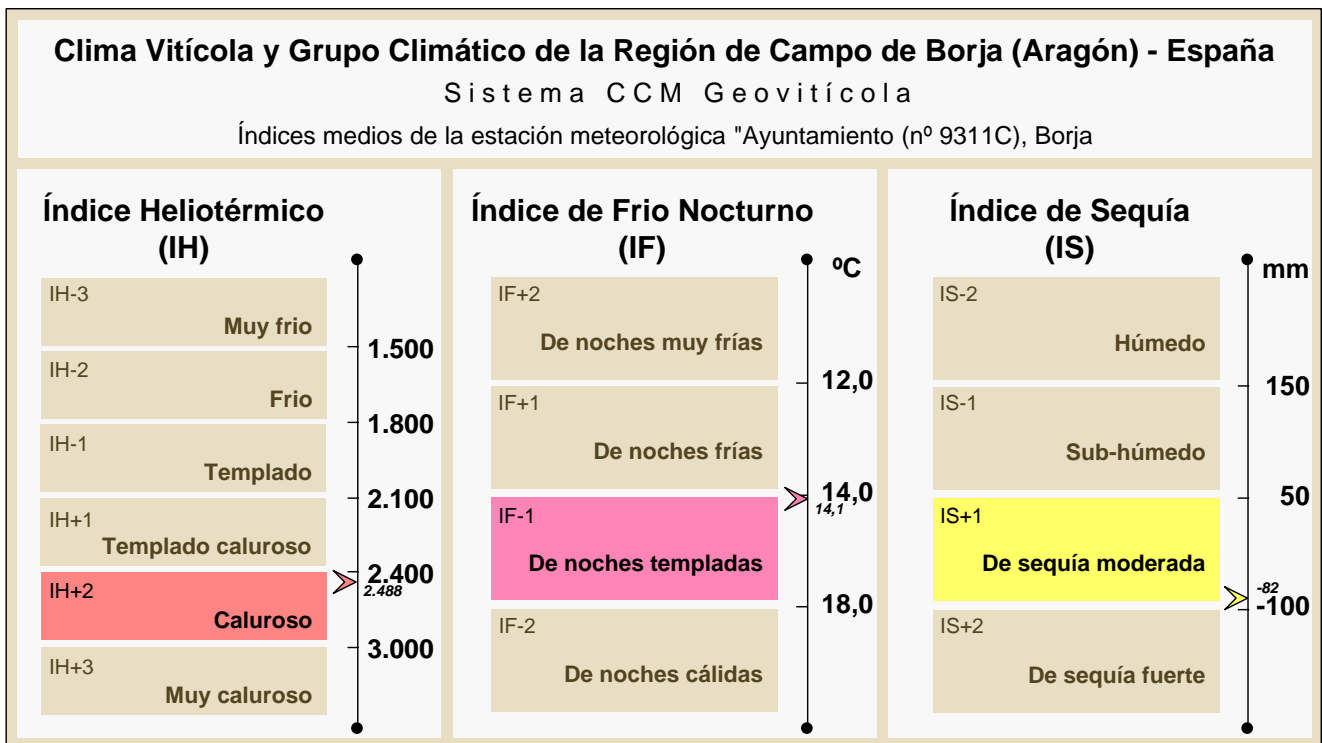 Clima Vitícola y Grupo Climático de la Región de Campo de Borja (Aragón) - España
Sistema CCM Geovitícola
Índices medios de la estación meteorológica "Ayuntamiento (nº 9311C), Borja
Índice Heliotérmico
(IH)
IH-3
Muy frio
1.500
IH-2
Frio
1.800
IH-1
Templado
2.100
IH+1
Templado caluroso
2.400
2.488
IH+2
Caluroso
3.000
IH+3
Muy caluroso
Índice de Frio Nocturno
(IF)
ºC
IF+2
De noches muy frías
12,0
IF+1
De noches frías
14,0
14,1
IF-1
De noches templadas
18,0
IF-2
De noches cálidas
Índice de Sequía
(IS)
mm
IS-2
Húmedo
150
IS-1
Sub-húmedo
50
IS+1
De sequía moderada
-82
-100
IS+2
De sequía fuerte